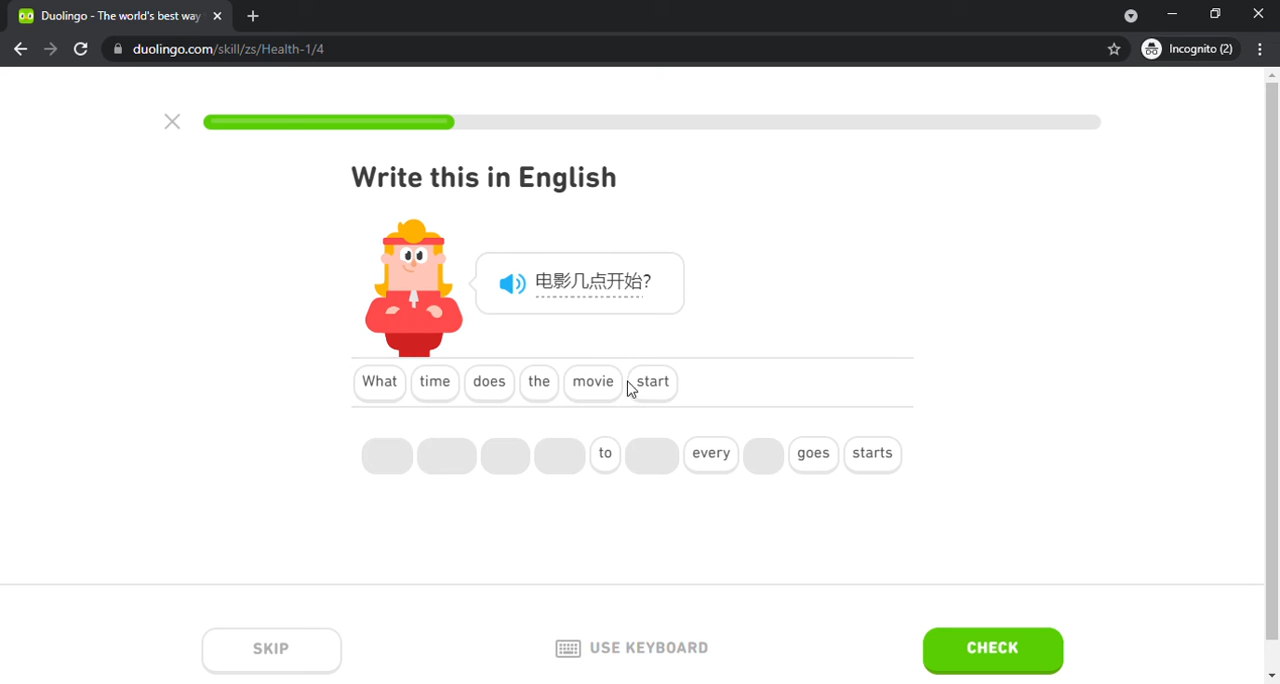 Duolingo - The world's best way
duolingo.com/skill/zs/Health-1/4
Incognito (2)
Write this in English
电影几点开始?
What time does the movie start
to every goes starts
SKIP
USE KEYBOARD
CHECK